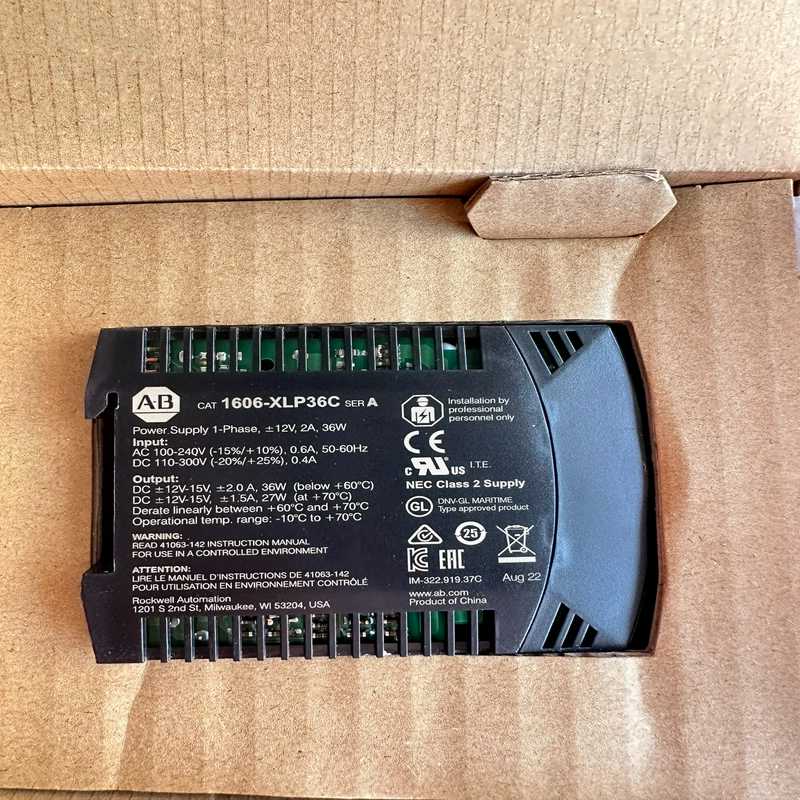 A-B CAT 1606-XLP36C SER A
Power Supply 1-Phase, ±12V, 2A, 36W
Input:
AC 100-240V (-15%/+10%), 0.6A, 50-60Hz
DC 110-300V (-20%/+25%), 0.4A
Output:
DC ±12V-15V, ±2.0 A, 36W (below +60°C)
DC ±12V-15V, ±1.5A, 27W (at +70°C)
Derate linearly between +60°C and +70°C
Operational temp. range: -10°C to +70°C
WARNING:
READ 41063-142 INSTRUCTION MANUAL
FOR USE IN A CONTROLLED ENVIRONMENT
ATTENTION:
LIRE LE MANUEL D'INSTRUCTIONS DE 41063-142
POUR UTILISATION EN ENVIRONNEMENT CONTRÔLÉ
Rockwell Automation
1201 S 2nd St, Milwaukee, WI 53204, USA
Installation by
professional
personnel only
CE
c UR US I.T.E.
NEC Class 2 Supply
GL DNV-GL MARITIME
Type approved product
25
EAC
IM-322.919.37C
Aug 22
www.ab.com
Product of China